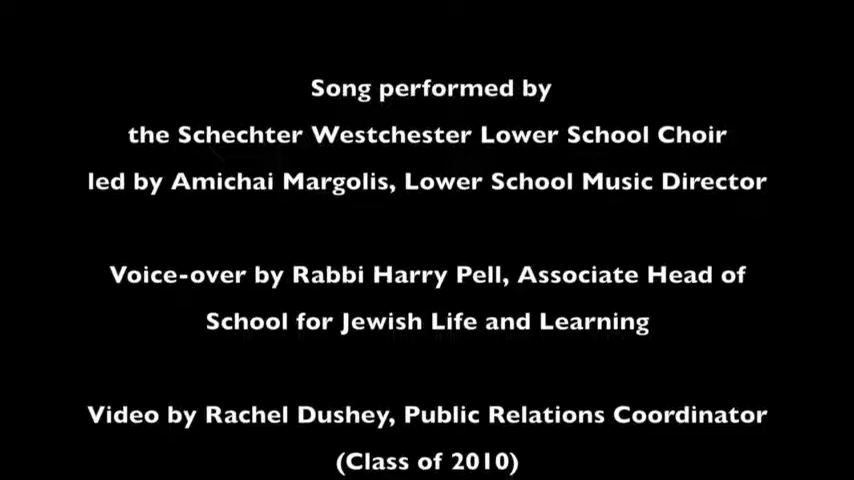 Song performed by
the Schechter Westchester Lower School Choir
led by Amichai Margolis, Lower School Music Director
Voice-over by Rabbi Harry Pell, Associate Head of
School for Jewish Life and Learning
Video by Rachel Dushey, Public Relations Coordinator
(Class of 2010)